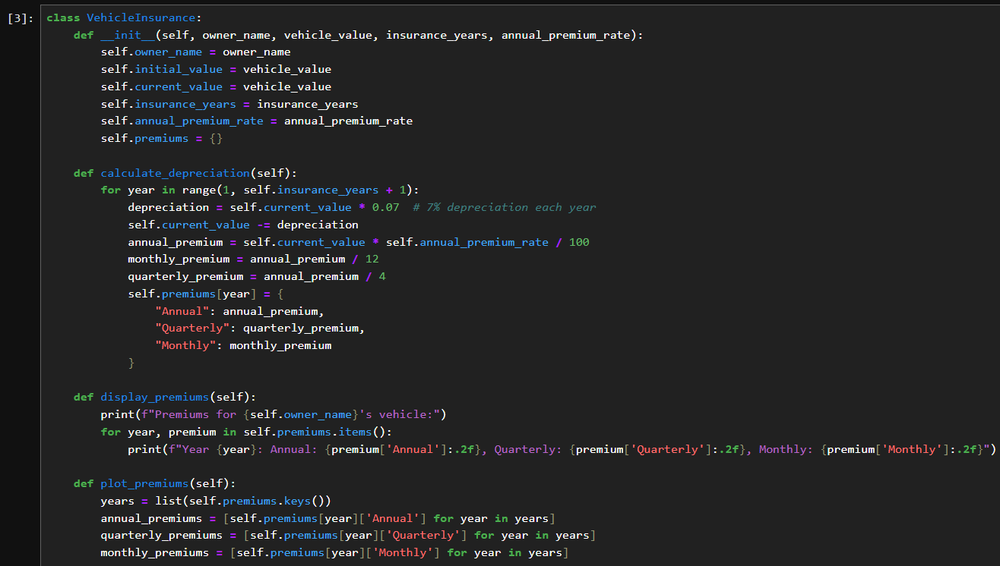 [3]: class VehicleInsurance:
    def __init__(self, owner_name, vehicle_value, insurance_years, annual_premium_rate):
        self.owner_name = owner_name
        self.initial_value = vehicle_value
        self.current_value = vehicle_value
        self.insurance_years = insurance_years
        self.annual_premium_rate = annual_premium_rate
        self.premiums = {}

    def calculate_depreciation(self):
        for year in range(1, self.insurance_years + 1):
            depreciation = self.current_value * 0.07  # 7% depreciation each year
            self.current_value -= depreciation
            annual_premium = self.current_value * self.annual_premium_rate / 100
            monthly_premium = annual_premium / 12
            quarterly_premium = annual_premium / 4
            self.premiums[year] = {
                "Annual": annual_premium,
                "Quarterly": quarterly_premium,
                "Monthly": monthly_premium
            }

    def display_premiums(self):
        print(f"Premiums for {self.owner_name}'s vehicle:")
        for year, premium in self.premiums.items():
            print(f"Year {year}: Annual: {premium['Annual']:.2f}, Quarterly: {premium['Quarterly']:.2f}, Monthly: {premium['Monthly']:.2f}")

    def plot_premiums(self):
        years = list(self.premiums.keys())
        annual_premiums = [self.premiums[year]['Annual'] for year in years]
        quarterly_premiums = [self.premiums[year]['Quarterly'] for year in years]
        monthly_premiums = [self.premiums[year]['Monthly'] for year in years]